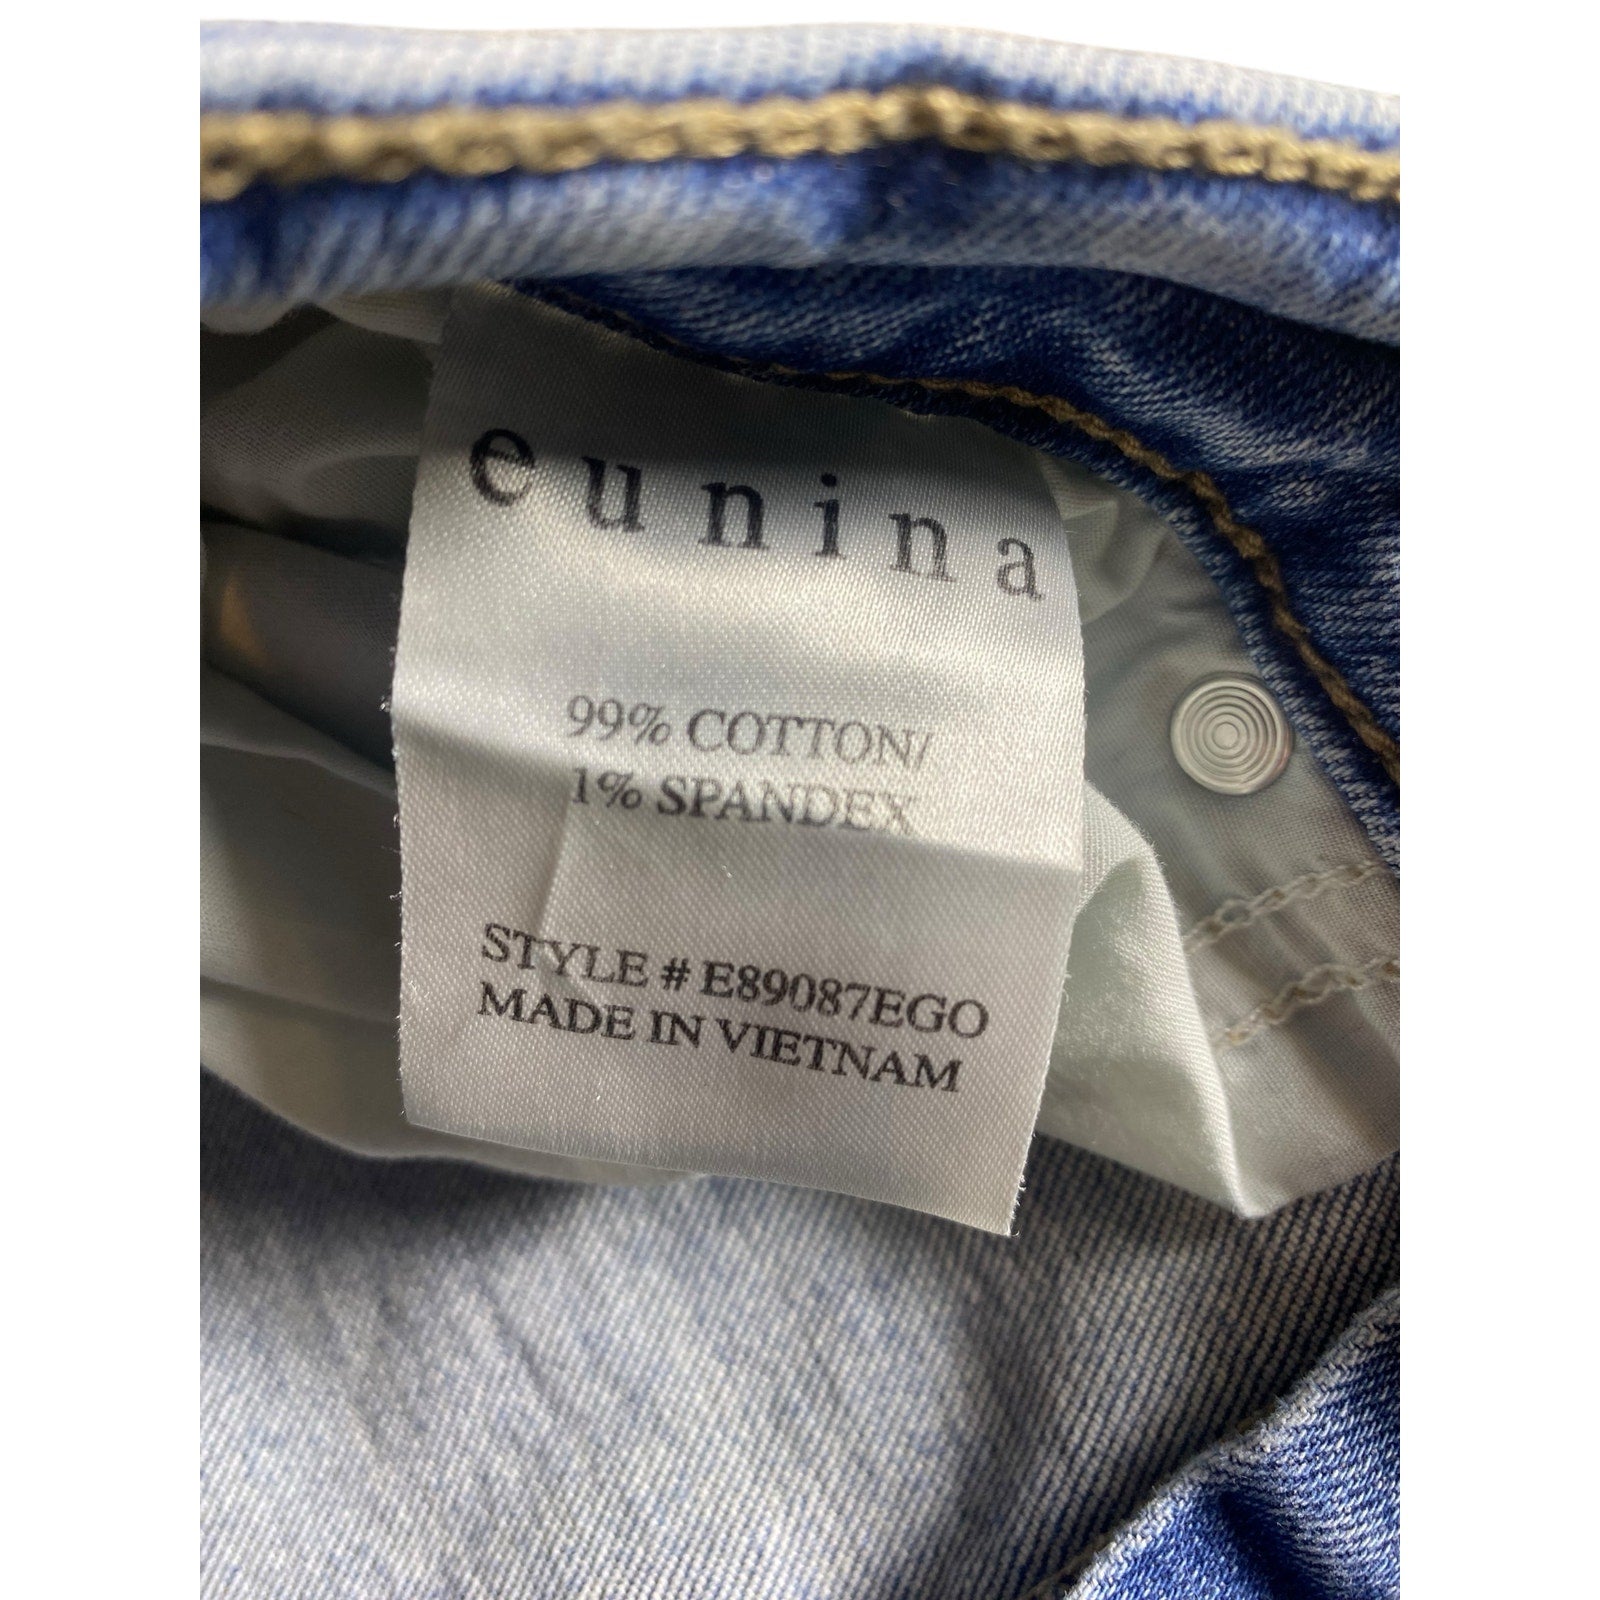 eunina
99% COTTON/
1% SPANDEX
STYLE # E89087EGO
MADE IN VIETNAM